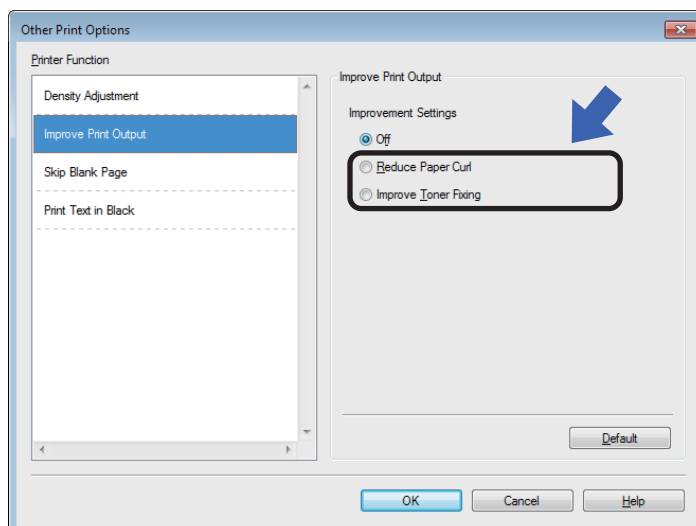 Other Print Options
Printer Function
Density Adjustment
Improve Print Output
Skip Blank Page
Print Text in Black
Improve Print Output
Improvement Settings
Off
Reduce Paper Curl
Improve Toner Fixing
Default
OK
Cancel
Help